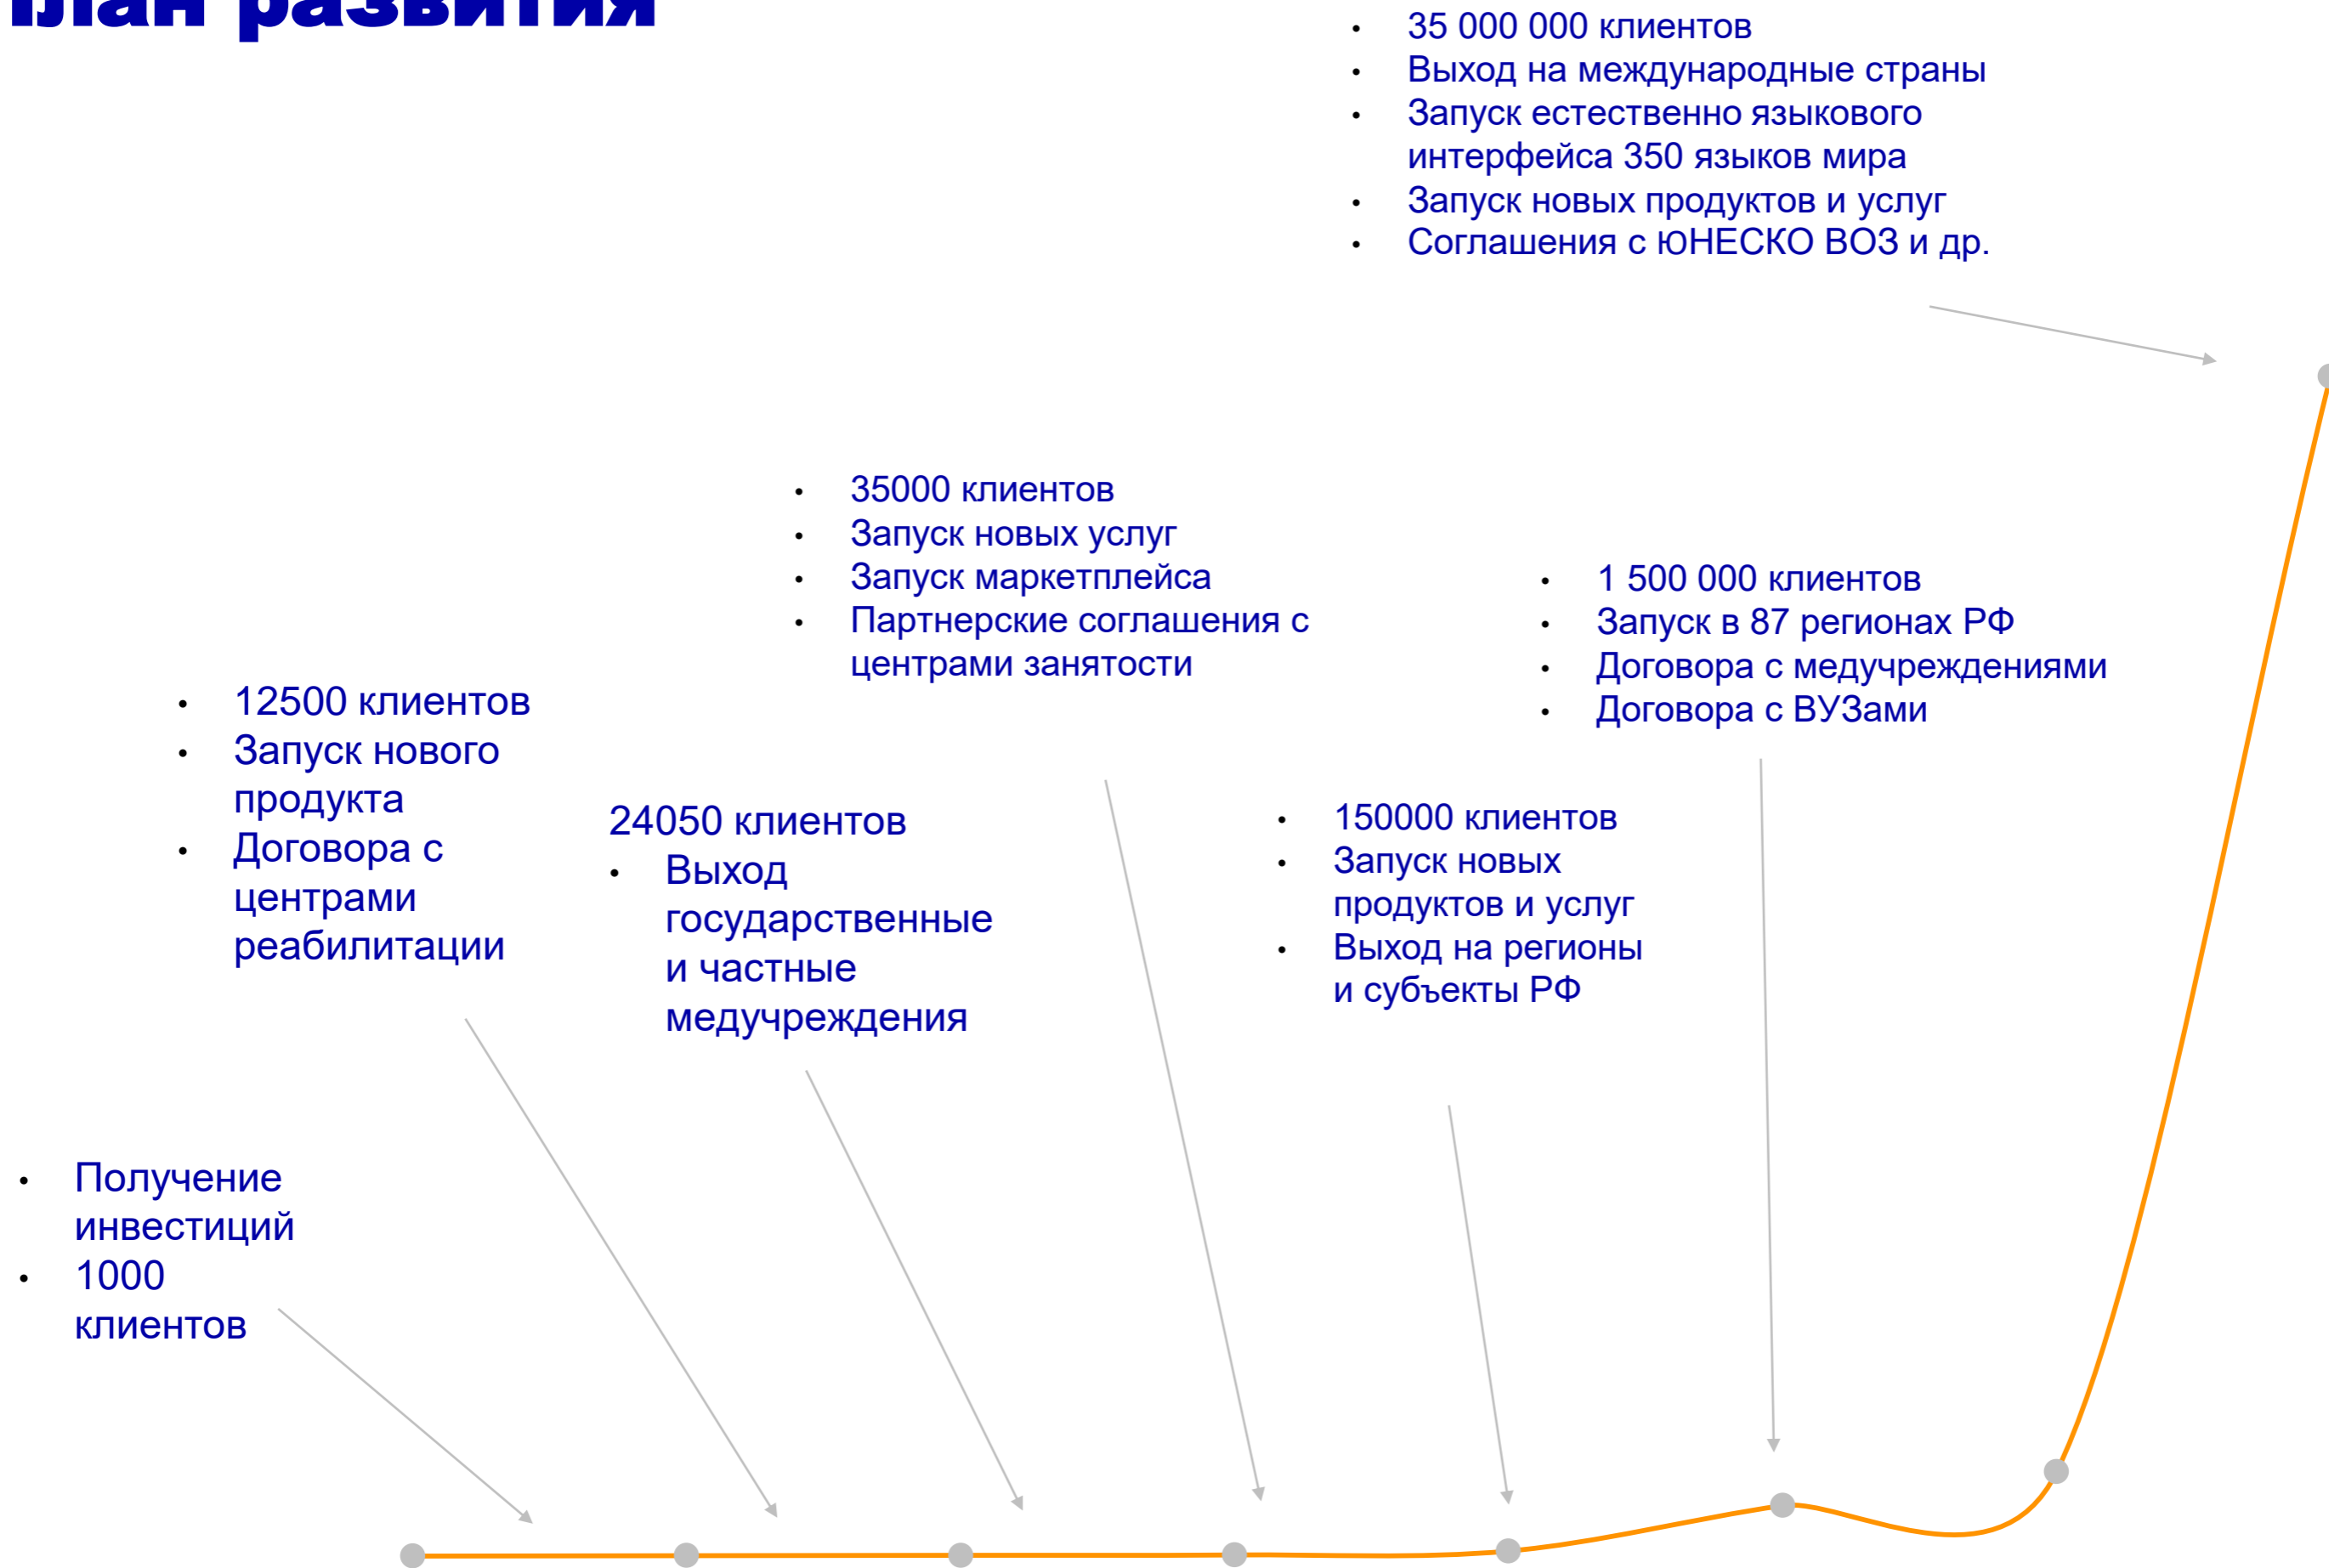 План развития
35 000 000 клиентов
Выход на международные страны
Запуск естественно языкового
интерфейса 350 языков мира
Запуск новых продуктов и услуг
Соглашения с ЮНЕСКО ВОЗ и др.
35000 клиентов
Запуск новых услуг
Запуск маркетплейса
Партнерские соглашения с
центрами занятости
1 500 000 клиентов
Запуск в 87 регионах РФ
Договора с медучреждениями
Договора с ВУЗами
12500 клиентов
Запуск нового
продукта
Договора с
центрами
реабилитации
24050 клиентов
Выход
государственные
и частные
медучреждения
150000 клиентов
Запуск новых
продуктов и услуг
Выход на регионы
и субъекты РФ
Получение
инвестиций
1000
клиентов